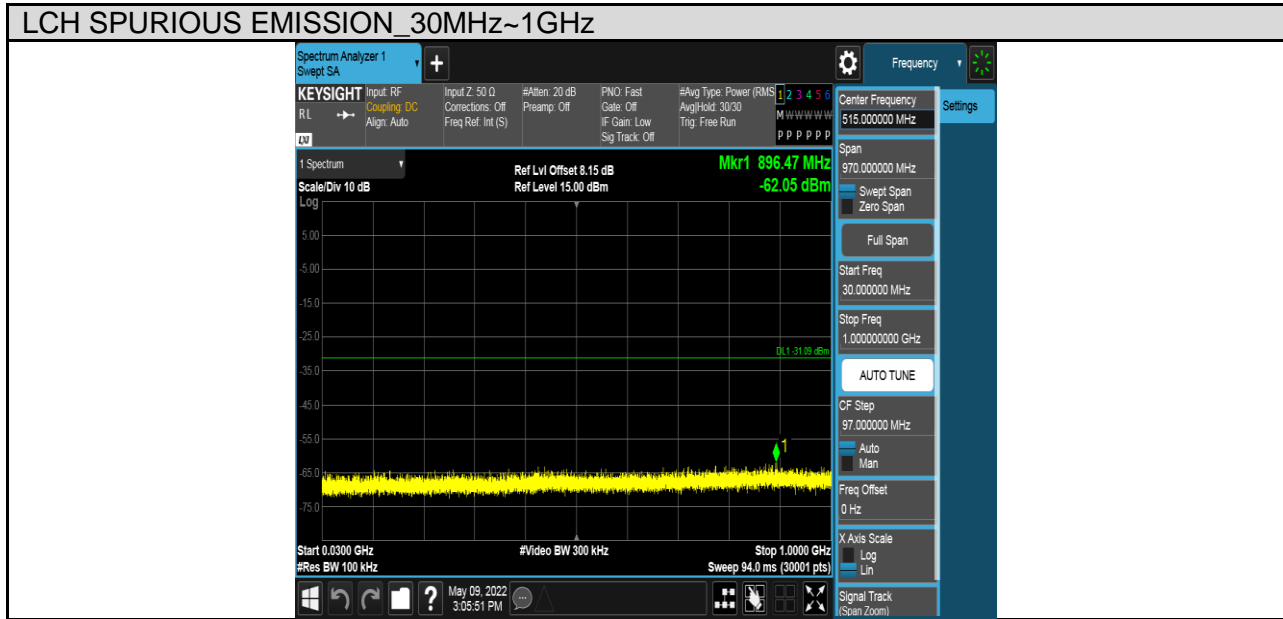 LCH SPURIOUS EMISSION_30MHz~1GHz
Spectrum Analyzer 1
Swept SA
Frequency
KEYSIGHT
RL
LXI
Input: RF
Coupling: DC
Align: Auto
Input Z: 50 Ω
Corrections: Off
Freq Ref: Int (S)
#Atten: 20 dB
Preamp: Off
PNO: Fast
Gate: Off
IF Gain: Low
Sig Track: Off
#Avg Type: Power (RMS
Avg|Hold: 30/30
Trig: Free Run
1 2 3 4 5 6
M W W W W W
P P P P P P
1 Spectrum
Scale/Div 10 dB
Log
Ref Lvl Offset 8.15 dB
Ref Level 15.00 dBm
Mkr1 896.47 MHz
-62.05 dBm
5.00
-5.00
-15.0
-25.0
-35.0
-45.0
-55.0
-65.0
-75.0
DL1 -31.09 dBm
1
Start 0.0300 GHz
#Res BW 100 kHz
#Video BW 300 kHz
Stop 1.0000 GHz
Sweep 94.0 ms (30001 pts)
May 09, 2022
3:05:51 PM
Center Frequency
515.000000 MHz
Settings
Span
970.000000 MHz
Swept Span
Zero Span
Full Span
Start Freq
30.000000 MHz
Stop Freq
1.000000000 GHz
AUTO TUNE
CF Step
97.000000 MHz
Auto
Man
Freq Offset
0 Hz
X Axis Scale
Log
Lin
Signal Track
(Span Zoom)